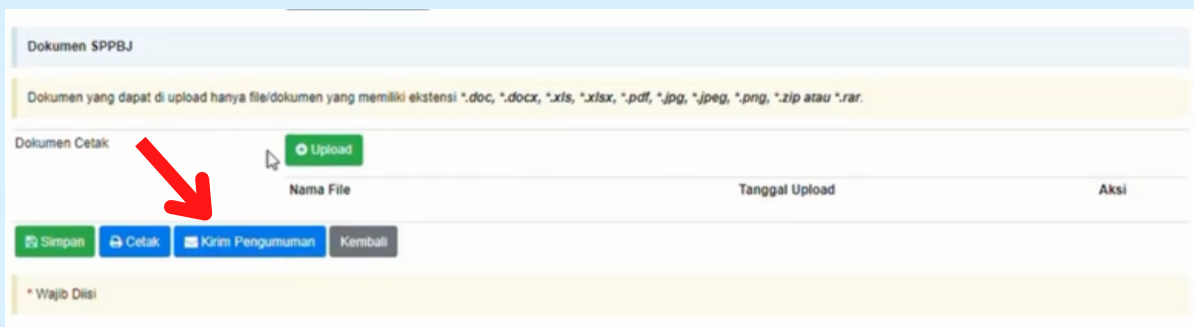 Dokumen SPPBJ
Dokumen yang dapat di upload hanya file/dokumen yang memiliki ekstensi *.doc, *.docx, *.xls, *.xlsx, *.pdf, *.jpg, *.jpeg, *.png, *.zip atau *.rar.
Dokumen Cetak
Upload
Nama File Tanggal Upload Aksi
Simpan Cetak Kirim Pengumuman Kembali
* Wajib Diisi